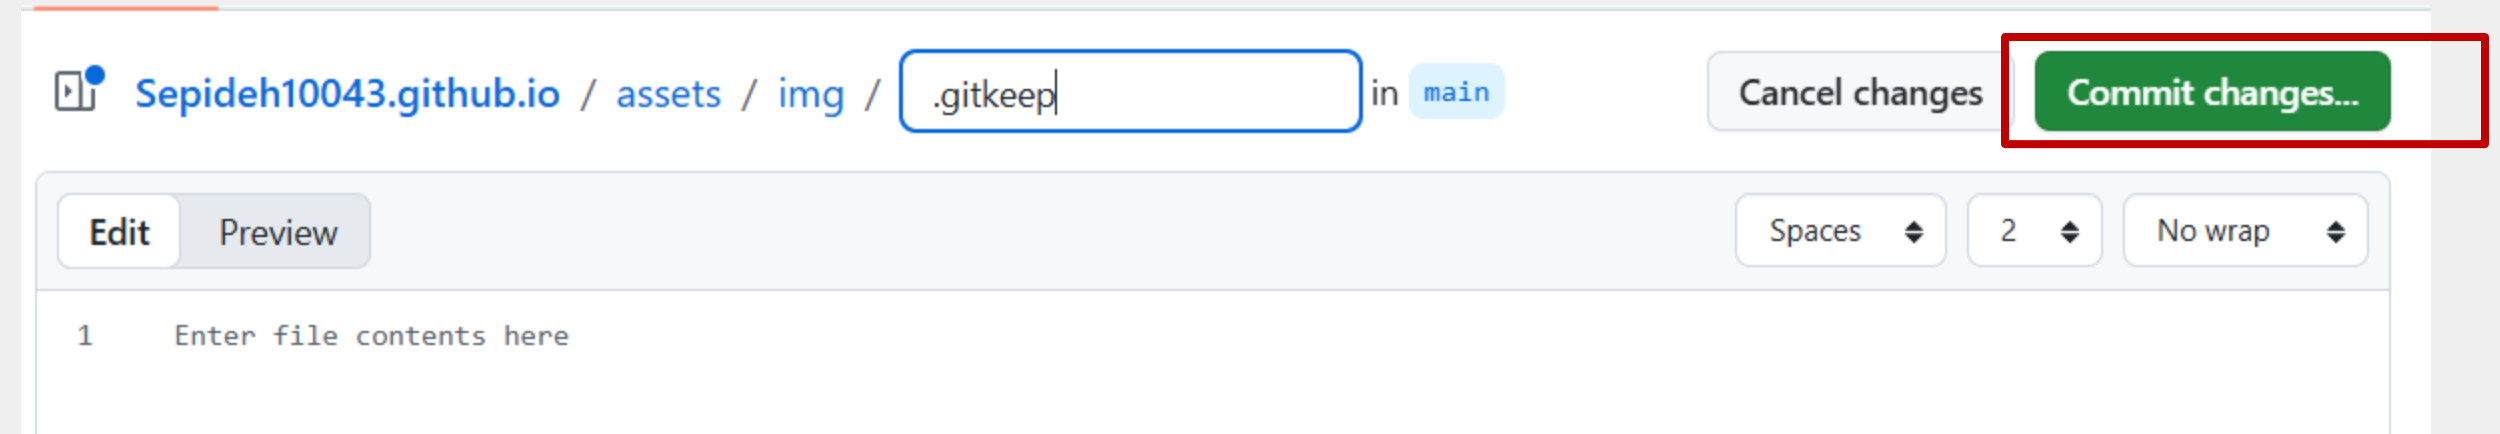 Sepideh10043.github.io / assets / img / .gitkeep in main Cancel changes Commit changes...
Edit Preview Spaces 2 No wrap
1 Enter file contents here